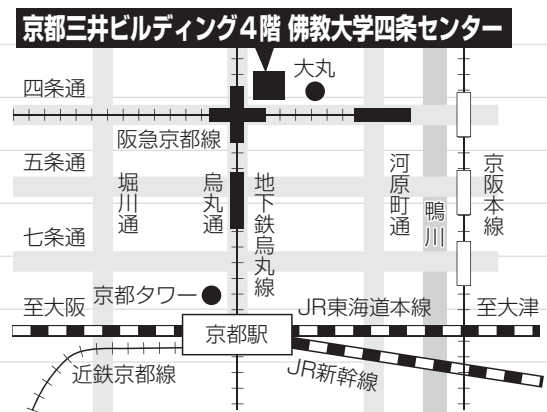 京都三井ビルディング４階 佛教大学四条センター
四条通
大丸
阪急京都線
五条通
堀川通
烏丸通
地下鉄烏丸線
河原町通
鴨川
京阪本線
七条通
京都タワー
至大阪
JR東海道本線
至大津
京都駅
近鉄京都線
JR新幹線